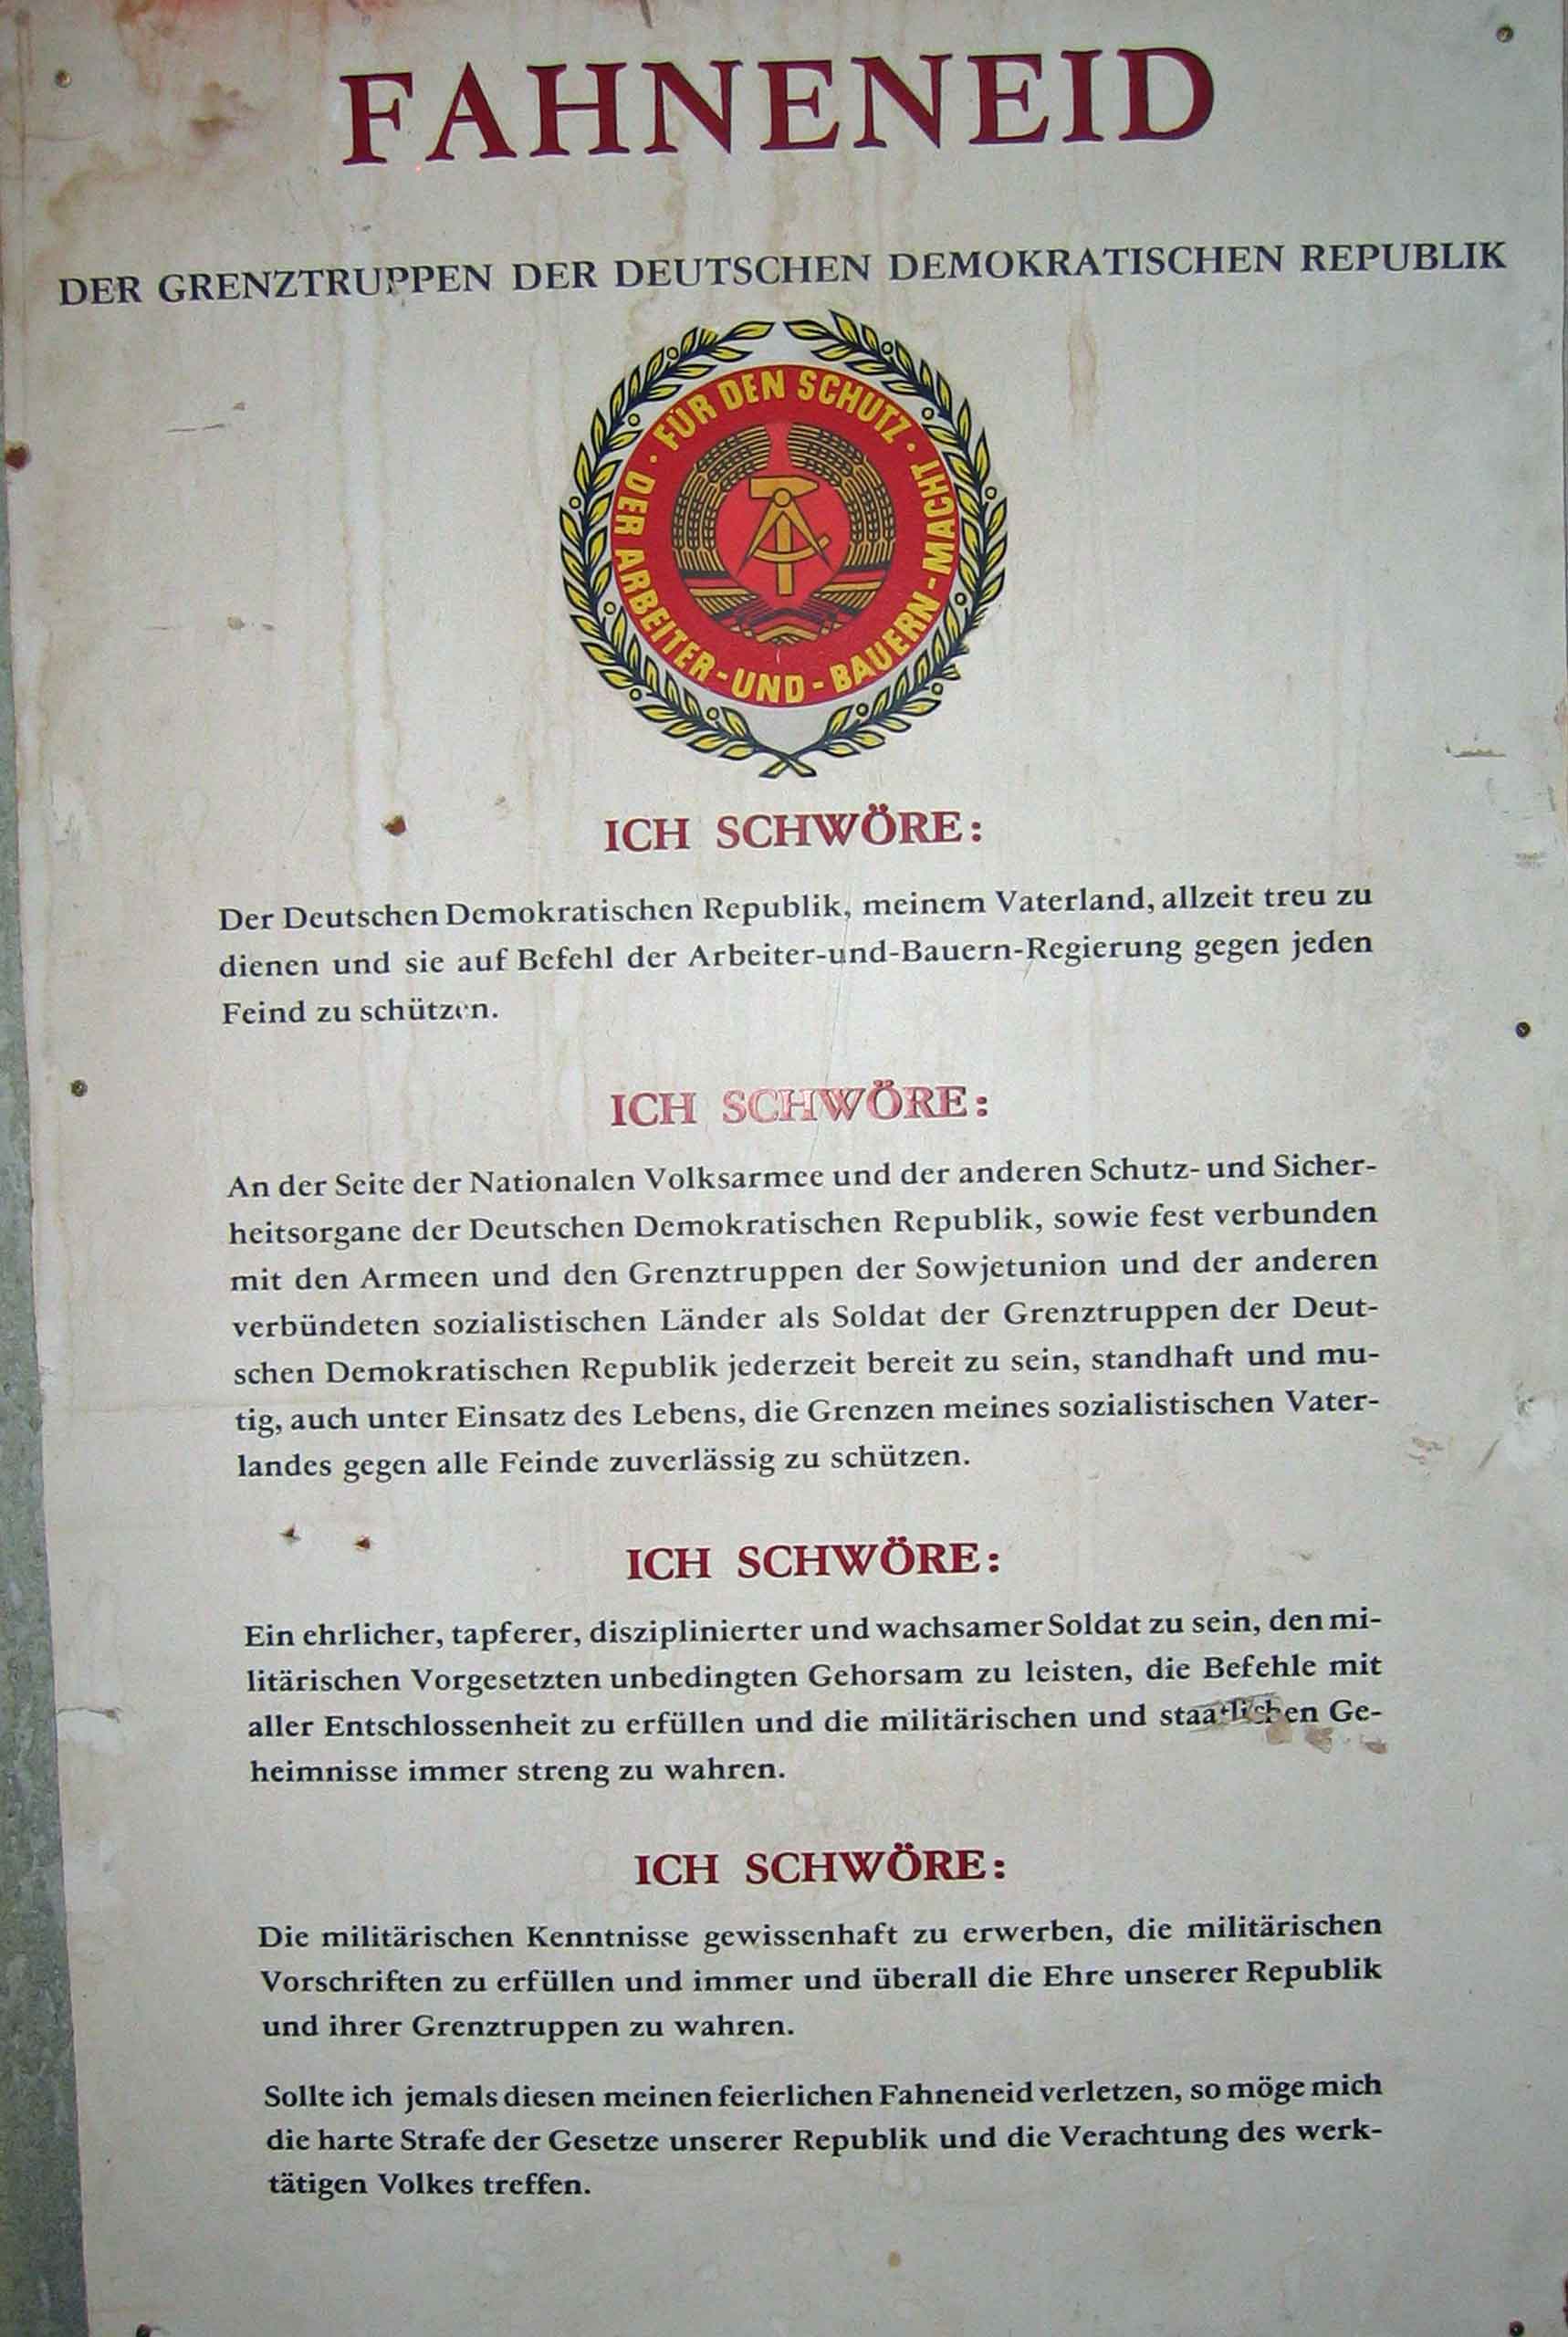 FAHNENEID
DER GRENZTRUPPEN DER DEUTSCHEN DEMOKRATISCHEN REPUBLIK
· FÜR DEN SCHUTZ ·
DER ARBEITER-UND-BAUERN-MACHT
ICH SCHWÖRE:
Der Deutschen Demokratischen Republik, meinem Vaterland, allzeit treu zu
dienen und sie auf Befehl der Arbeiter-und-Bauern-Regierung gegen jeden
Feind zu schützen.
ICH SCHWÖRE:
An der Seite der Nationalen Volksarmee und der anderen Schutz- und Sicher-
heitsorgane der Deutschen Demokratischen Republik, sowie fest verbunden
mit den Armeen und den Grenztruppen der Sowjetunion und der anderen
verbündeten sozialistischen Länder als Soldat der Grenztruppen der Deut-
schen Demokratischen Republik jederzeit bereit zu sein, standhaft und mu-
tig, auch unter Einsatz des Lebens, die Grenzen meines sozialistischen Vater-
landes gegen alle Feinde zuverlässig zu schützen.
ICH SCHWÖRE:
Ein ehrlicher, tapferer, disziplinierter und wachsamer Soldat zu sein, den mi-
litärischen Vorgesetzten unbedingten Gehorsam zu leisten, die Befehle mit
aller Entschlossenheit zu erfüllen und die militärischen und staatlichen Ge-
heimnisse immer streng zu wahren.
ICH SCHWÖRE:
Die militärischen Kenntnisse gewissenhaft zu erwerben, die militärischen
Vorschriften zu erfüllen und immer und überall die Ehre unserer Republik
und ihrer Grenztruppen zu wahren.
Sollte ich jemals diesen meinen feierlichen Fahneneid verletzen, so möge mich
die harte Strafe der Gesetze unserer Republik und die Verachtung des werk-
tätigen Volkes treffen.